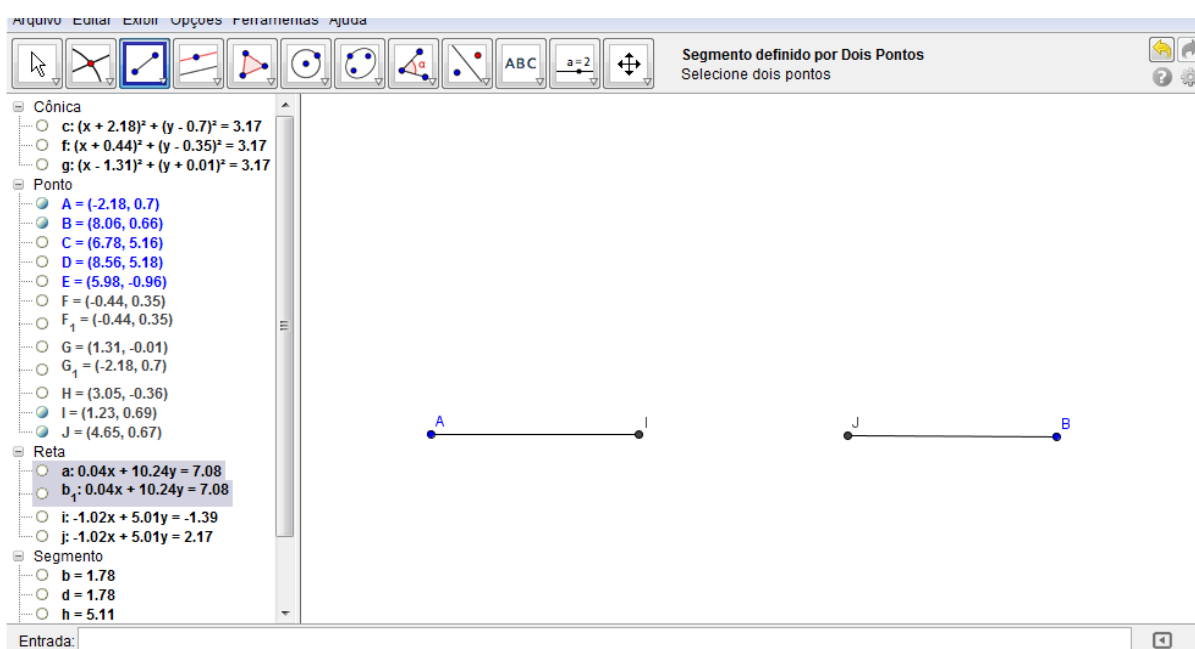 Arquivo Editar Exibir Opções Ferramentas Ajuda
ABC
a=2
α
Segmento definido por Dois Pontos
Selecione dois pontos
Cônica
c: (x + 2.18)² + (y - 0.7)² = 3.17
f: (x + 0.44)² + (y - 0.35)² = 3.17
g: (x - 1.31)² + (y + 0.01)² = 3.17
Ponto
A = (-2.18, 0.7)
B = (8.06, 0.66)
C = (6.78, 5.16)
D = (8.56, 5.18)
E = (5.98, -0.96)
F = (-0.44, 0.35)
F₁ = (-0.44, 0.35)
G = (1.31, -0.01)
G₁ = (-2.18, 0.7)
H = (3.05, -0.36)
I = (1.23, 0.69)
J = (4.65, 0.67)
Reta
a: 0.04x + 10.24y = 7.08
b₁: 0.04x + 10.24y = 7.08
i: -1.02x + 5.01y = -1.39
j: -1.02x + 5.01y = 2.17
Segmento
b = 1.78
d = 1.78
h = 5.11
A
I
J
B
Entrada: